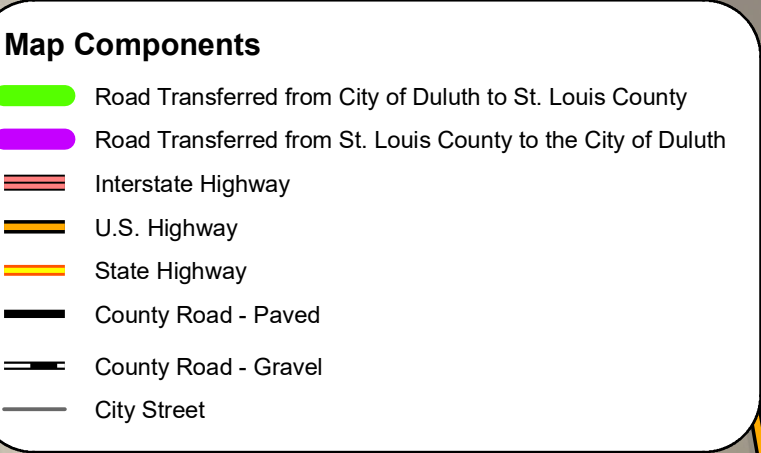 Map Components
Road Transferred from City of Duluth to St. Louis County
Road Transferred from St. Louis County to the City of Duluth
Interstate Highway
U.S. Highway
State Highway
County Road - Paved
County Road - Gravel
City Street